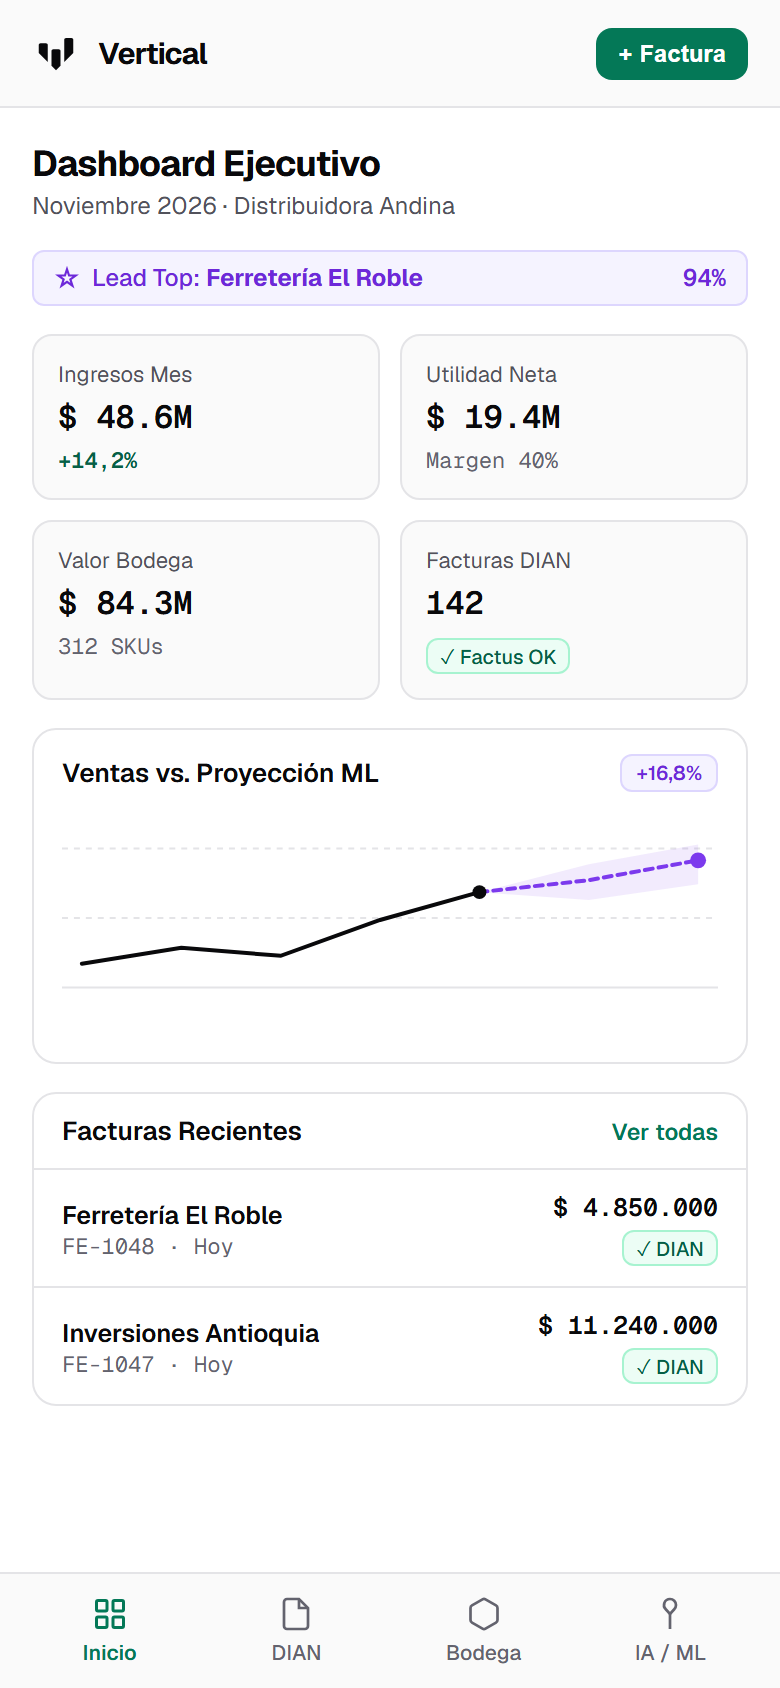 Vertical
+ Factura
Dashboard Ejecutivo
Noviembre 2026 · Distribuidora Andina
☆ Lead Top: Ferretería El Roble 94%
Ingresos Mes
$ 48.6M
+14,2%
Utilidad Neta
$ 19.4M
Margen 40%
Valor Bodega
$ 84.3M
312 SKUs
Facturas DIAN
142
✓ Factus OK
Ventas vs. Proyección ML
+16,8%
Facturas Recientes
Ver todas
Ferretería El Roble
$ 4.850.000
FE-1048 · Hoy
✓ DIAN
Inversiones Antioquia
$ 11.240.000
FE-1047 · Hoy
✓ DIAN
Inicio
DIAN
Bodega
IA / ML